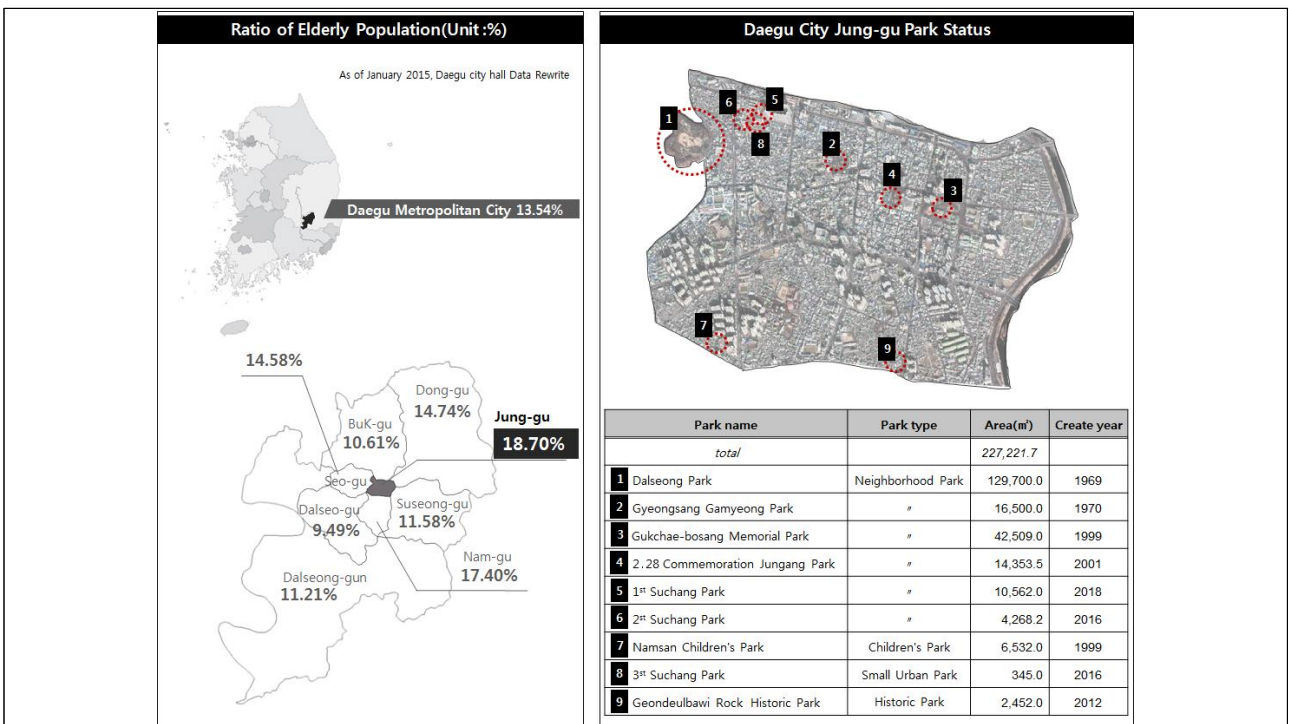 Ratio of Elderly Population(Unit :%)
As of January 2015, Daegu city hall Data Rewrite
Daegu Metropolitan City 13.54%
14.58%
Dong-gu
14.74%
BuK-gu
10.61%
Jung-gu
18.70%
Seo-gu
Dalseo-gu
9.49%
Suseong-gu
11.58%
Nam-gu
17.40%
Dalseong-gun
11.21%
Daegu City Jung-gu Park Status
1
6
5
8
2
4
3
7
9
Park name Park type Area(㎡) Create year
total 227,221.7
1 Dalseong Park Neighborhood Park 129,700.0 1969
2 Gyeongsang Gamyeong Park 〃 16,500.0 1970
3 Gukchae-bosang Memorial Park 〃 42,509.0 1999
4 2.28 Commemoration Jungang Park 〃 14,353.5 2001
5 1st Suchang Park 〃 10,562.0 2018
6 2st Suchang Park 〃 4,268.2 2016
7 Namsan Children's Park Children's Park 6,532.0 1999
8 3st Suchang Park Small Urban Park 345.0 2016
9 Geondeulbawi Rock Historic Park Historic Park 2,452.0 2012